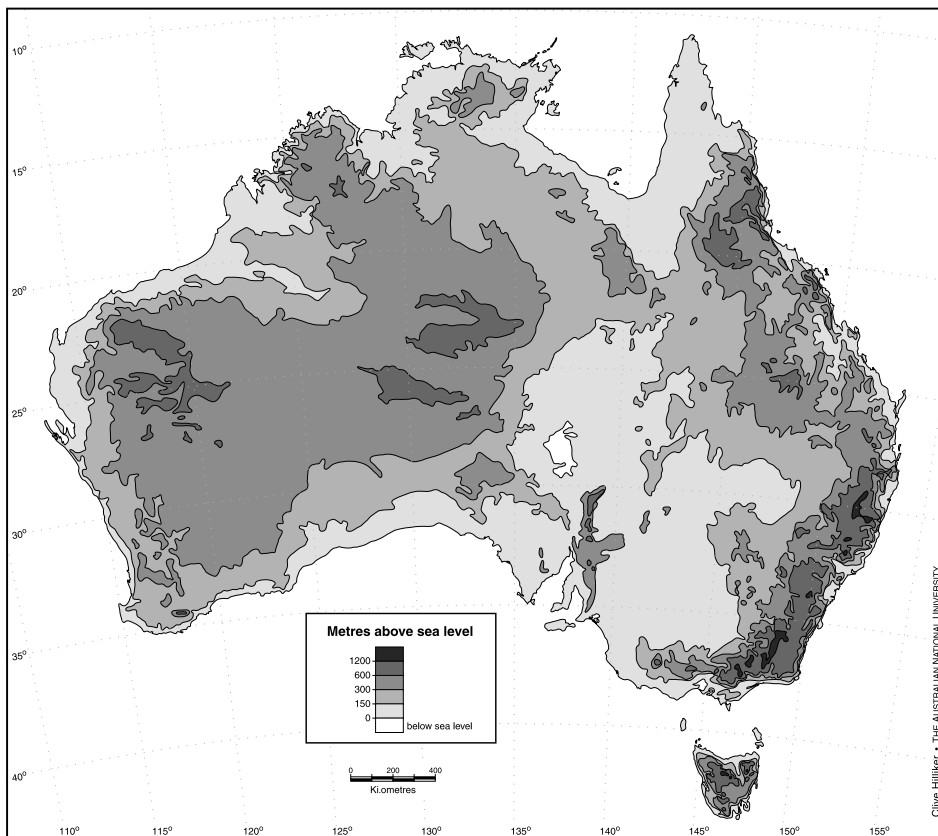 10°
15°
20°
25°
30°
35°
40°
Metres above sea level
1200
600
300
150
0
below sea level
0 200 400
Ki.ometres
110° 115° 120° 125° 130° 135° 140° 145° 150° 155°
Clive Hilliker • THE AUSTRALIAN NATIONAL UNIVERSITY